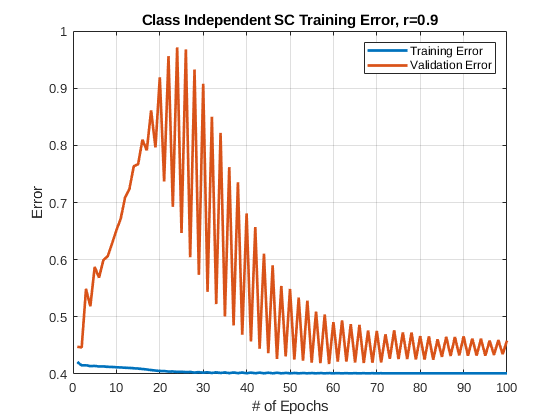 Class Independent SC Training Error, r=0.9
Training Error
Validation Error
1
0.9
0.8
0.7
0.6
0.5
0.4
Error
0 10 20 30 40 50 60 70 80 90 100
# of Epochs